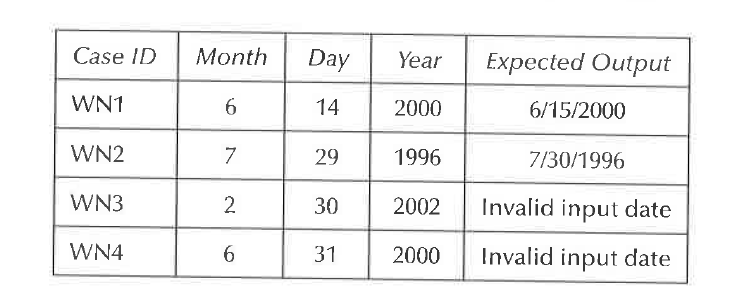 Case ID Month Day Year Expected Output
WN1 6 14 2000 6/15/2000
WN2 7 29 1996 7/30/1996
WN3 2 30 2002 Invalid input date
WN4 6 31 2000 Invalid input date